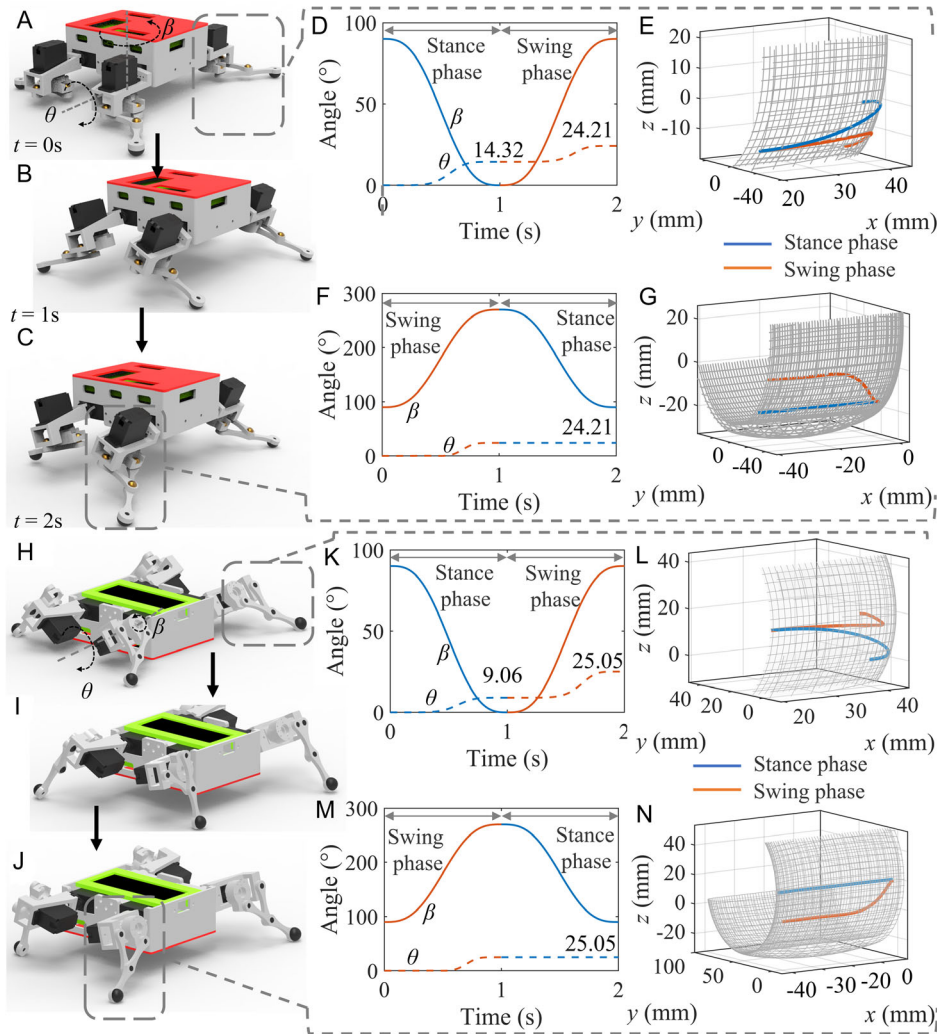 A
β
θ
t = 0s
B
t = 1s
C
t = 2s
D
Angle (°)
100
50
0
Stance phase
Swing phase
β
θ
14.32
24.21
0
1
2
Time (s)
E
z (mm)
20
10
0
-10
0
20
40
20
30
40
y (mm)
x (mm)
Stance phase
Swing phase
F
Angle (°)
300
200
100
0
Swing phase
Stance phase
β
θ
24.21
0
1
2
Time (s)
G
z (mm)
20
0
-20
0
-40
-40
-20
0
y (mm)
x (mm)
H
β
θ
I
J
K
Angle (°)
100
50
0
Stance phase
Swing phase
β
θ
9.06
25.05
0
1
2
Time (s)
L
z (mm)
40
20
0
40
20
0
20
30
40
y (mm)
x (mm)
Stance phase
Swing phase
M
Angle (°)
300
200
100
0
Swing phase
Stance phase
β
θ
25.05
0
1
2
Time (s)
N
z (mm)
40
20
0
-20
100
50
0
-40
-30
-20
-10
0
y (mm)
x (mm)